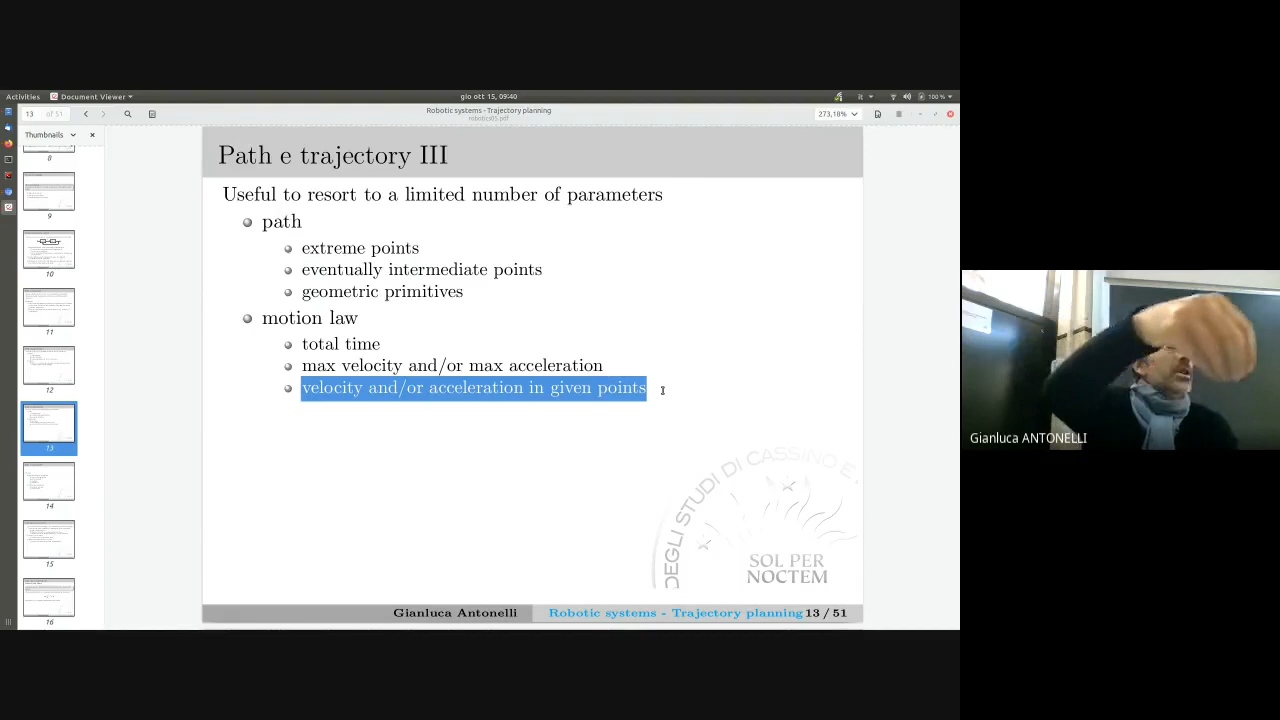 Activities
Document Viewer
gio ott 15, 09:40
100 %
13
of 51
Robotic systems - Trajectory planning
robotics05.pdf
273,18%
Thumbnails
8
9
10
11
12
13
14
15
16
Path e trajectory III
Useful to resort to a limited number of parameters
path
extreme points
eventually intermediate points
geometric primitives
motion law
total time
max velocity and/or max acceleration
velocity and/or acceleration in given points
DEGLI STUDI DI CASSINO E
SOL PER
NOCTEM
Gianluca Antonelli
Robotic systems - Trajectory planning
13 / 51
Gianluca ANTONELLI